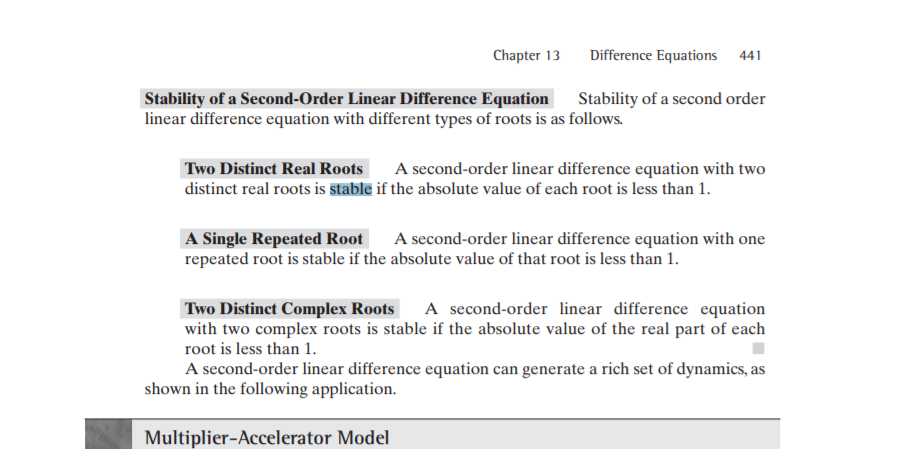 Chapter 13 Difference Equations 441
Stability of a Second-Order Linear Difference Equation Stability of a second order
linear difference equation with different types of roots is as follows.
Two Distinct Real Roots A second-order linear difference equation with two
distinct real roots is stable if the absolute value of each root is less than 1.
A Single Repeated Root A second-order linear difference equation with one
repeated root is stable if the absolute value of that root is less than 1.
Two Distinct Complex Roots A second-order linear difference equation
with two complex roots is stable if the absolute value of the real part of each
root is less than 1.
A second-order linear difference equation can generate a rich set of dynamics, as
shown in the following application.
Multiplier–Accelerator Model